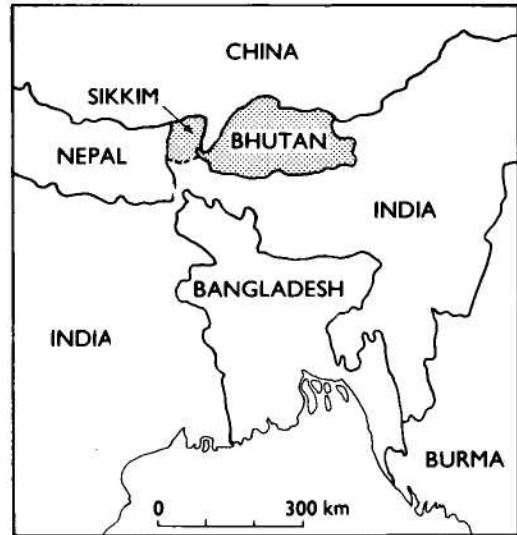 CHINA
SIKKIM
BHUTAN
NEPAL
INDIA
BANGLADESH
INDIA
BURMA
0 300 km